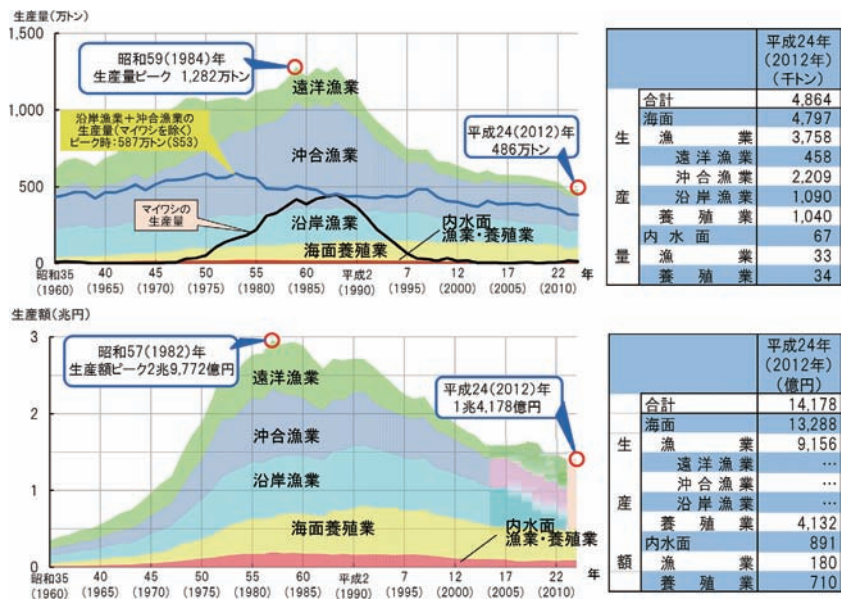 生産量(万トン)
1,500
1,000
500
0
昭和59(1984)年
生産量ピーク 1,282万トン
沿岸漁業+沖合漁業の
生産量(マイワシを除く)
ピーク時:587万トン(S53)
遠洋漁業
沖合漁業
平成24(2012)年
486万トン
マイワシの
生産量
沿岸漁業
海面養殖業
内水面
漁業・養殖業
昭和35 40 45 50 55 60 平成2 7 12 17 22 年
(1960) (1965) (1970) (1975) (1980) (1985) (1990) (1995) (2000) (2005) (2010)
平成24年
(2012年)
(千トン)
生産量
合計 4,864
海面 4,797
漁業 3,758
遠洋漁業 458
沖合漁業 2,209
沿岸漁業 1,090
養殖業 1,040
内水面 67
漁業 33
養殖業 34
生産額(兆円)
3
2
1
0
昭和57(1982)年
生産額ピーク2兆9,772億円
遠洋漁業
平成24(2012)年
1兆4,178億円
沖合漁業
沿岸漁業
海面養殖業
内水面
漁業・養殖業
昭和35 40 45 50 55 60 平成2 7 12 17 22 年
(1960) (1965) (1970) (1975) (1980) (1985) (1990) (1995) (2000) (2005) (2010)
平成24年
(2012年)
(億円)
生産額
合計 14,178
海面 13,288
漁業 9,156
遠洋漁業 …
沖合漁業 …
沿岸漁業 …
養殖業 4,132
内水面 891
漁業 180
養殖業 710